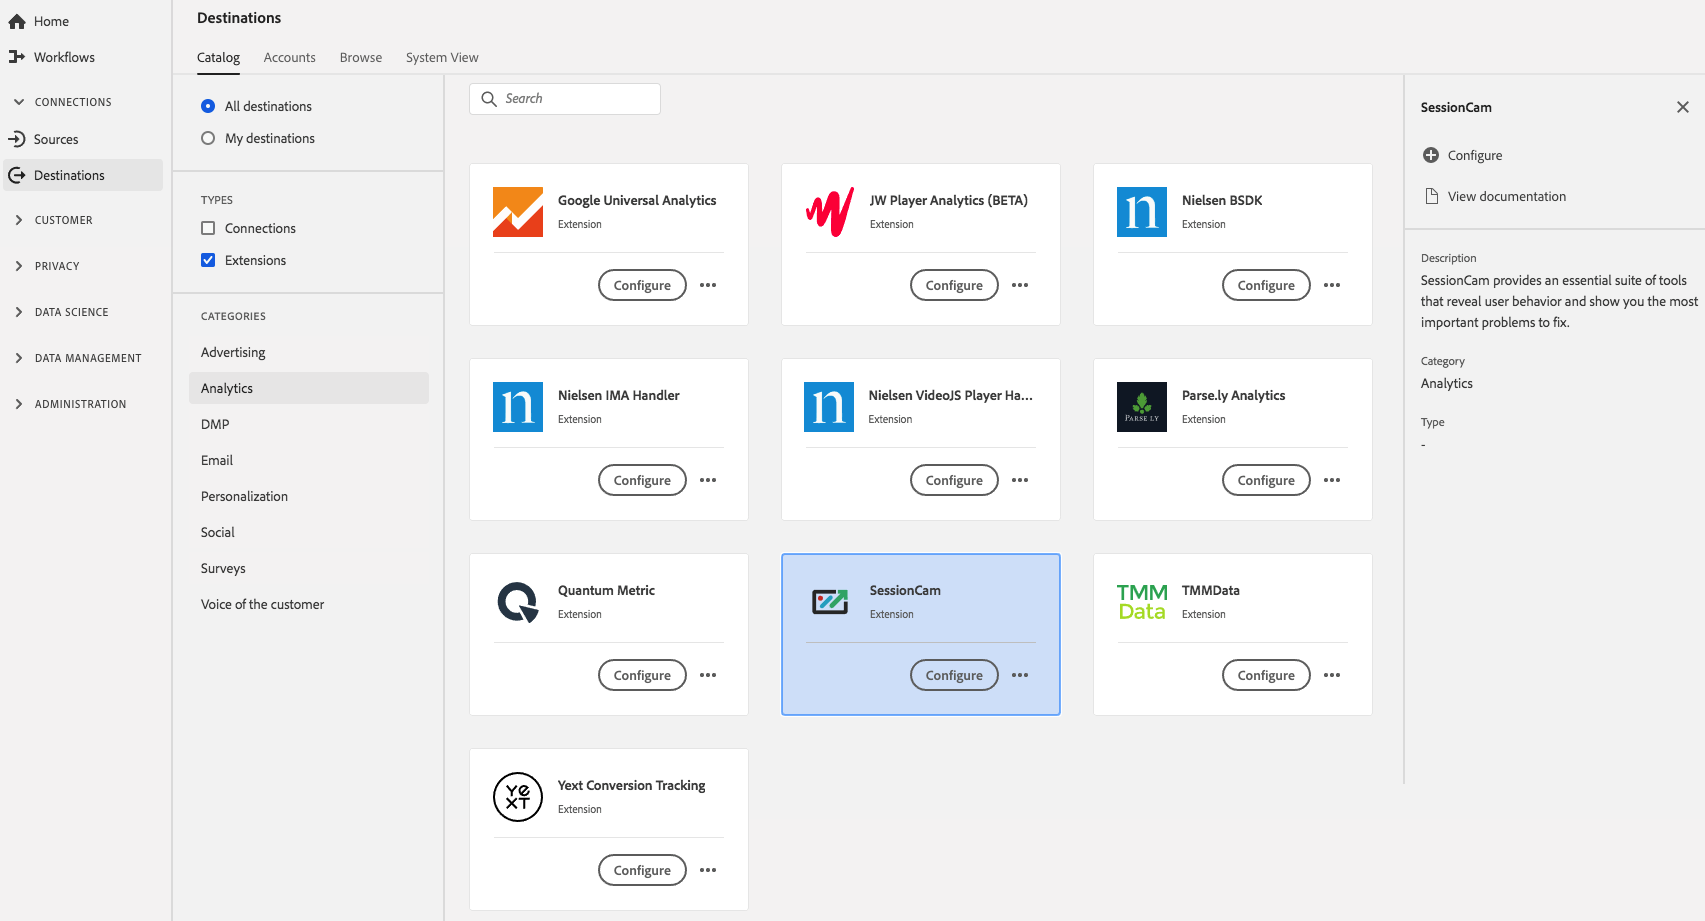 Home
Workflows
CONNECTIONS
Sources
Destinations
CUSTOMER
PRIVACY
DATA SCIENCE
DATA MANAGEMENT
ADMINISTRATION
Destinations
Catalog Accounts Browse System View
All destinations
My destinations
TYPES
Connections
Extensions
CATEGORIES
Advertising
Analytics
DMP
Email
Personalization
Social
Surveys
Voice of the customer
Search
Google Universal Analytics
Extension
Configure
JW Player Analytics (BETA)
Extension
Configure
n
Nielsen BSDK
Extension
Configure
n
Nielsen IMA Handler
Extension
Configure
n
Nielsen VideoJS Player Ha...
Extension
Configure
PARSE.LY
Parse.ly Analytics
Extension
Configure
Quantum Metric
Extension
Configure
SessionCam
Extension
Configure
TMM
Data
TMMData
Extension
Configure
YEXT
Yext Conversion Tracking
Extension
Configure
SessionCam
Configure
View documentation
Description
SessionCam provides an essential suite of tools
that reveal user behavior and show you the most
important problems to fix.
Category
Analytics
Type
-